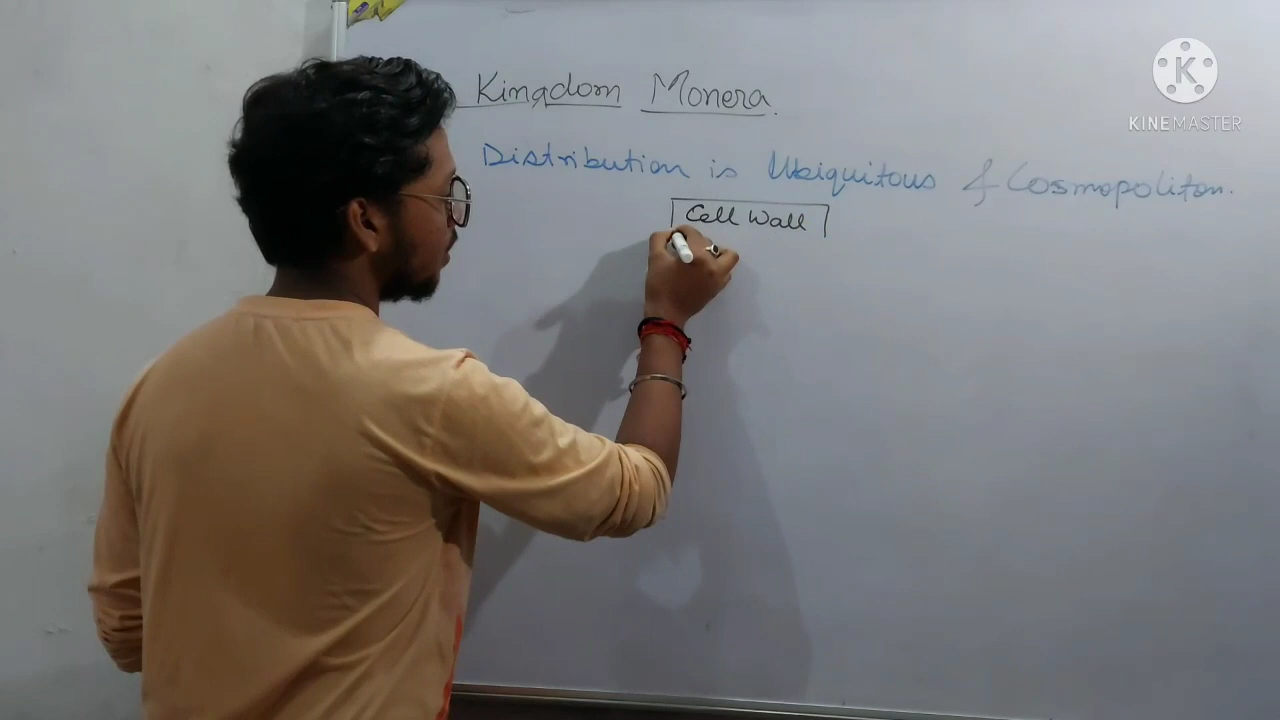 Kingdom Monera.
Distribution is Ubiquitous & Cosmopoliton.
Cell Wall
K
KINEMASTER